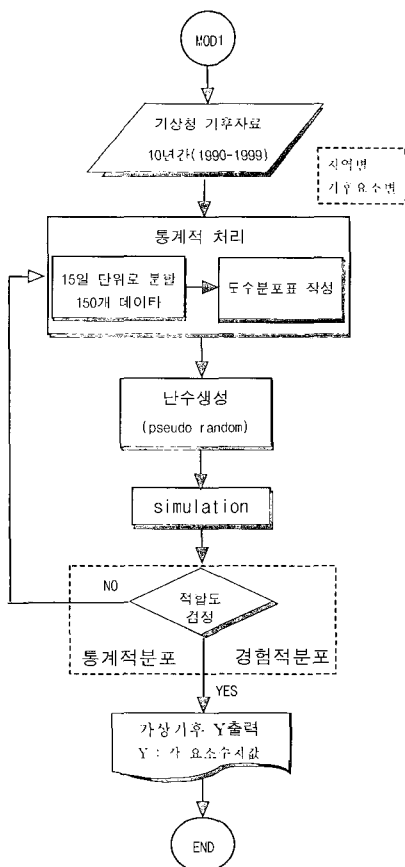 MOD1
기상청 기후자료
10년간(1990-1999)
지역별
기후요소별
통계적 처리
15일 단위로 분할
150개 데이타
도수분포표 작성
난수생성
(pseudo random)
simulation
NO
적합도
검정
통계적분포
경험적분포
YES
가상기후 Y출력
Y : 각 요소수치값
END